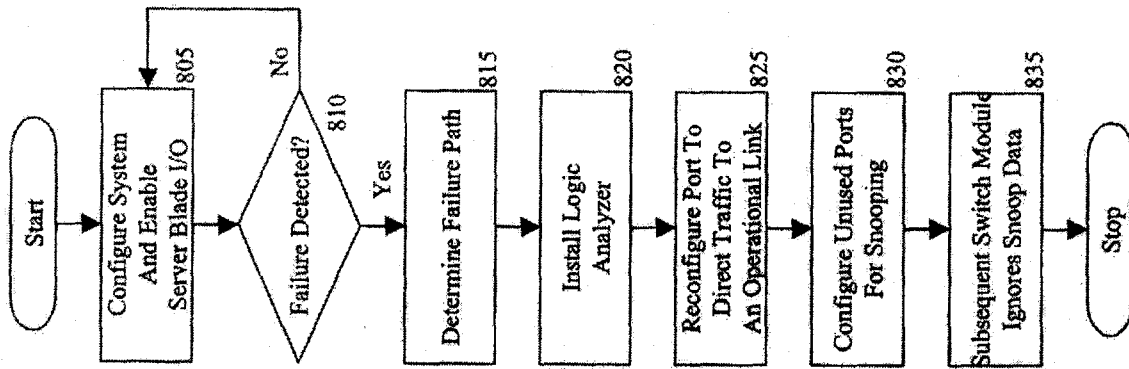 Start
Configure System
And Enable
Server Blade I/O
805
No
Failure Detected?
810
Yes
Determine Failure Path
815
Install Logic
Analyzer
820
Reconfigure Port To
Direct Traffic To
An Operational Link
825
Configure Unused Ports
For Snooping
830
Subsequent Switch Module
Ignores Snoop Data
835
Stop